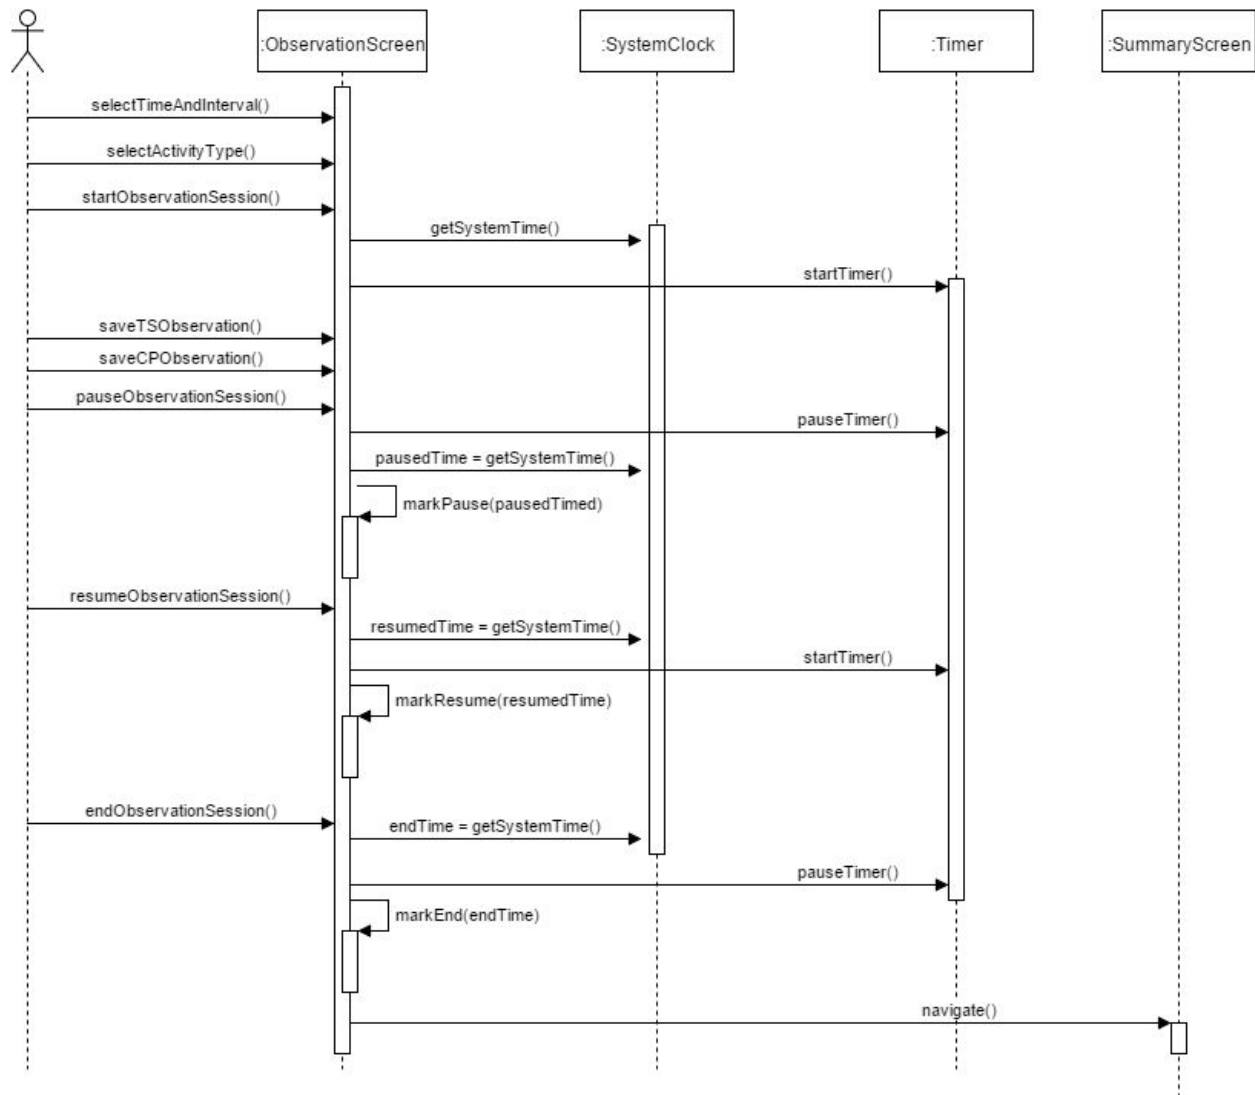 :ObservationScreen
:SystemClock
:Timer
:SummaryScreen
selectTimeAndInterval()
selectActivityType()
startObservationSession()
getSystemTime()
startTimer()
saveTSObservation()
saveCPObservation()
pauseObservationSession()
pauseTimer()
pausedTime = getSystemTime()
markPause(pausedTimed)
resumeObservationSession()
resumedTime = getSystemTime()
startTimer()
markResume(resumedTime)
endObservationSession()
endTime = getSystemTime()
pauseTimer()
markEnd(endTime)
navigate()